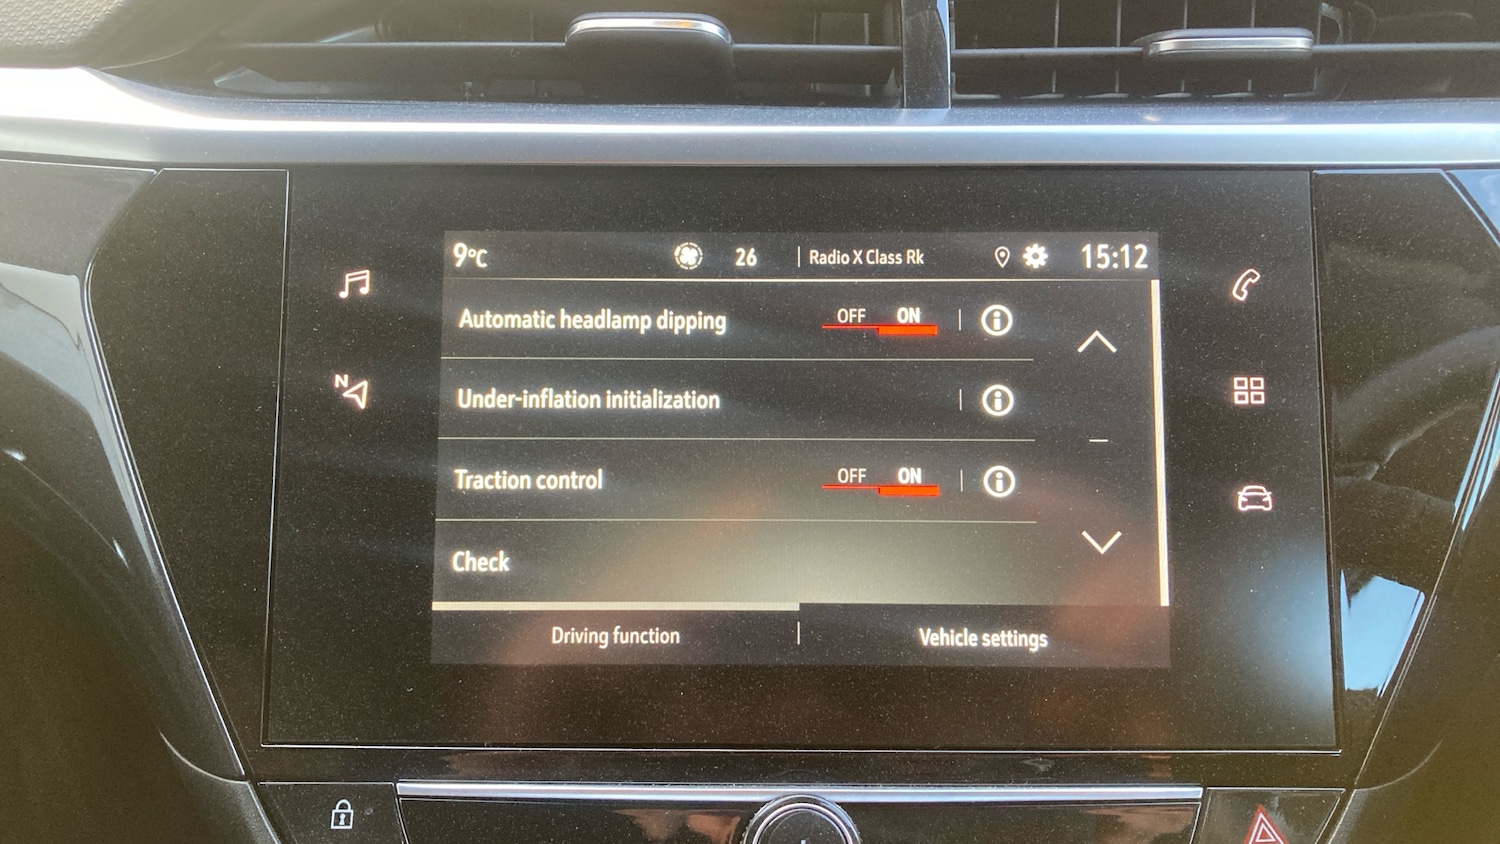 9°C 26 Radio X Class Rk 15:12
Automatic headlamp dipping OFF ON
N
Under-inflation initialization
Traction control OFF ON
Check
Driving function Vehicle settings